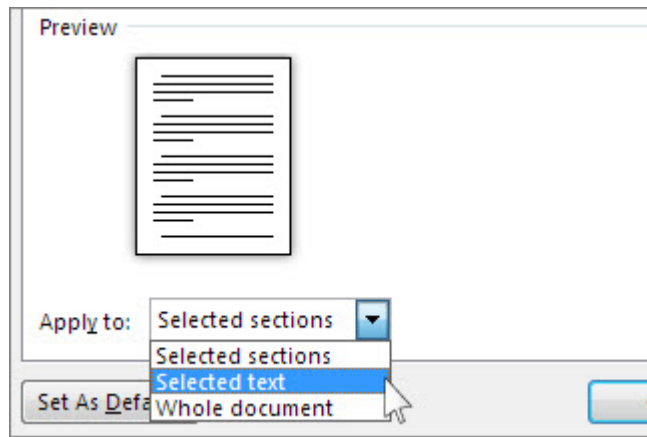 Preview
Apply to: Selected sections
Selected sections
Selected text
Set As Defa Whole document